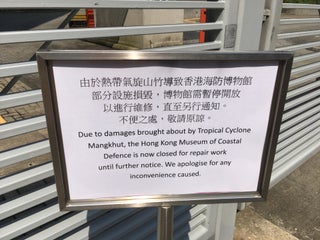 由於熱帶氣旋山竹導致香港海防博物館
部分設施損毀，博物館需暫停開放
以進行維修，直至另行通知。
不便之處，敬請原諒。
Due to damages brought about by Tropical Cyclone
Mangkhut, the Hong Kong Museum of Coastal
Defence is now closed for repair work
until further notice. We apologise for any
inconvenience caused.